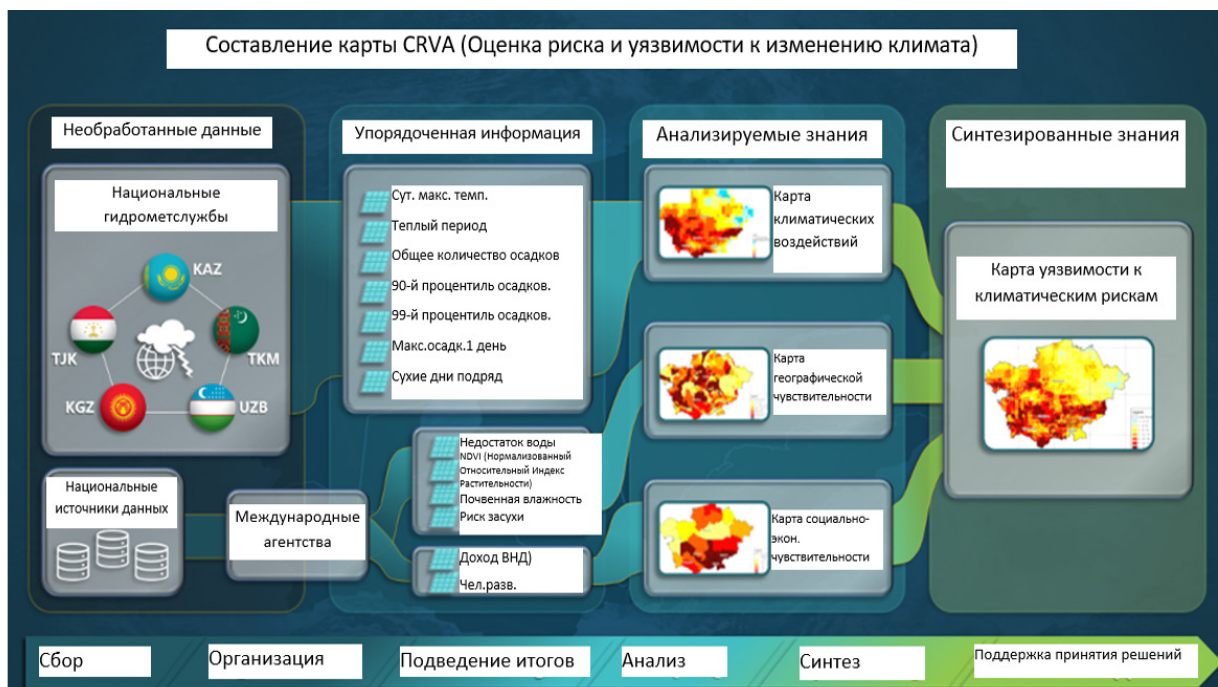 Составление карты CRVA (Оценка риска и уязвимости к изменению климата)
Необработанные данные
Национальные
гидрометслужбы
KAZ
TJK
TKM
KGZ
UZB
Национальные
источники данных
Международные
агентства
Упорядоченная информация
Сут. макс. темп.
Теплый период
Общее количество осадков
90-й процентиль осадков.
99-й процентиль осадков.
Макс.осадк.1 день
Сухие дни подряд
Недостаток воды
NDVI (Нормализованный
Относительный Индекс
Растительности)
Почвенная влажность
Риск засухи
Доход ВНД)
Чел.разв.
Анализируемые знания
Карта
климатических
воздействий
Карта
географической
чувствительности
Карта социально-
экон.
чувствительности
Синтезированные знания
Карта уязвимости к
климатическим рискам
Сбор
Организация
Подведение итогов
Анализ
Синтез
Поддержка принятия решений